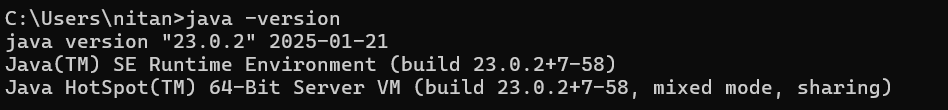 C:\Users\nitan>java -version
java version "23.0.2" 2025-01-21
Java(TM) SE Runtime Environment (build 23.0.2+7-58)
Java HotSpot(TM) 64-Bit Server VM (build 23.0.2+7-58, mixed mode, sharing)